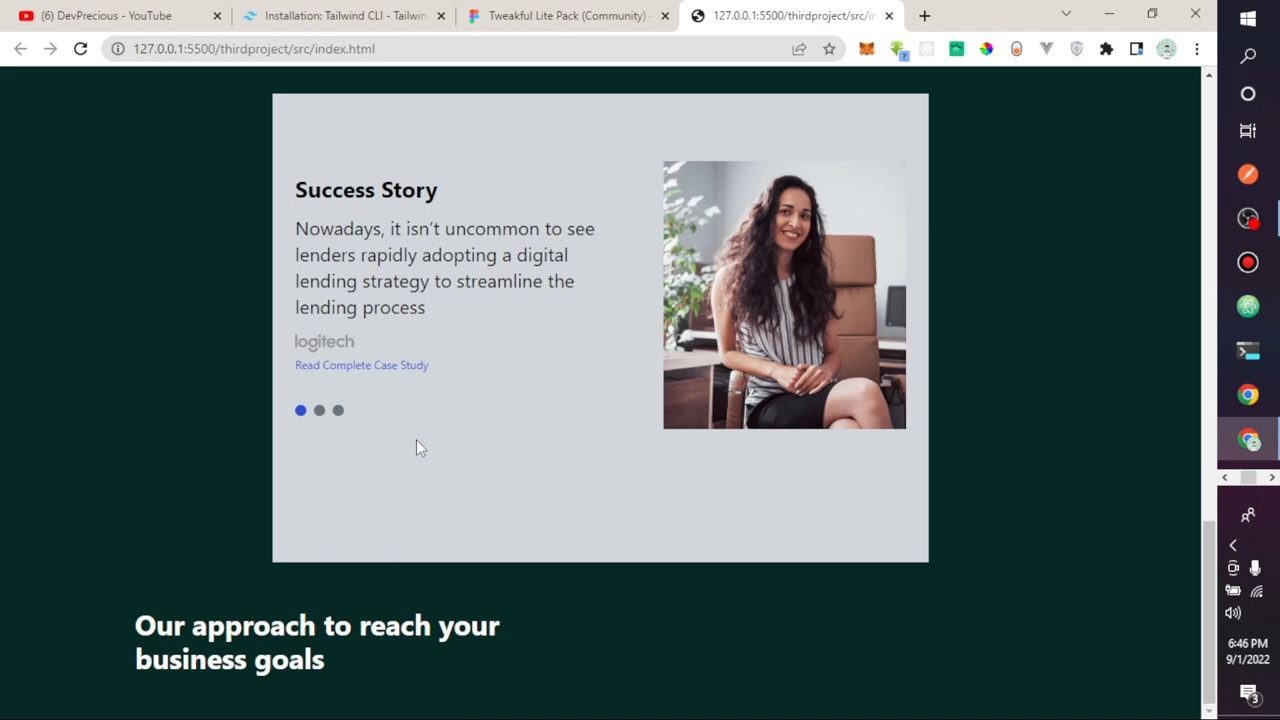 (6) DevPrecious - YouTube
Installation: Tailwind CLI - Tailwin
Tweakful Lite Pack (Community) -
127.0.0.1:5500/thirdproject/src/in
127.0.0.1:5500/thirdproject/src/index.html
?
Success Story
Nowadays, it isn’t uncommon to see
lenders rapidly adopting a digital
lending strategy to streamline the
lending process
logitech
Read Complete Case Study
Our approach to reach your
business goals
6:46 PM
9/1/2022
3